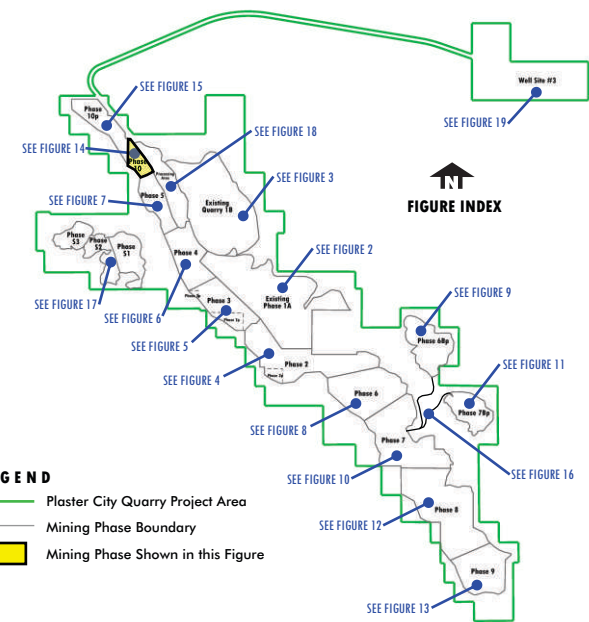 Well Site #3
SEE FIGURE 19
SEE FIGURE 15
Phase
10p
SEE FIGURE 18
SEE FIGURE 14
Phase
10
Processing
Area
SEE FIGURE 3
SEE FIGURE 7
Phase 5
Existing
Quarry 1B
N
FIGURE INDEX
Phase
S3
Phase
S2
Phase
S1
Phase 4
SEE FIGURE 2
SEE FIGURE 17
SEE FIGURE 6
Phase 3
Existing
Phase 1A
SEE FIGURE 9
Phase 6Bp
SEE FIGURE 5
SEE FIGURE 4
Phase 2
Phase 2p
SEE FIGURE 11
Phase 7Bp
Phase 6
SEE FIGURE 8
Phase 7
SEE FIGURE 16
SEE FIGURE 10
GEND
Plaster City Quarry Project Area
Mining Phase Boundary
Mining Phase Shown in this Figure
Phase 8
SEE FIGURE 12
Phase 9
SEE FIGURE 13